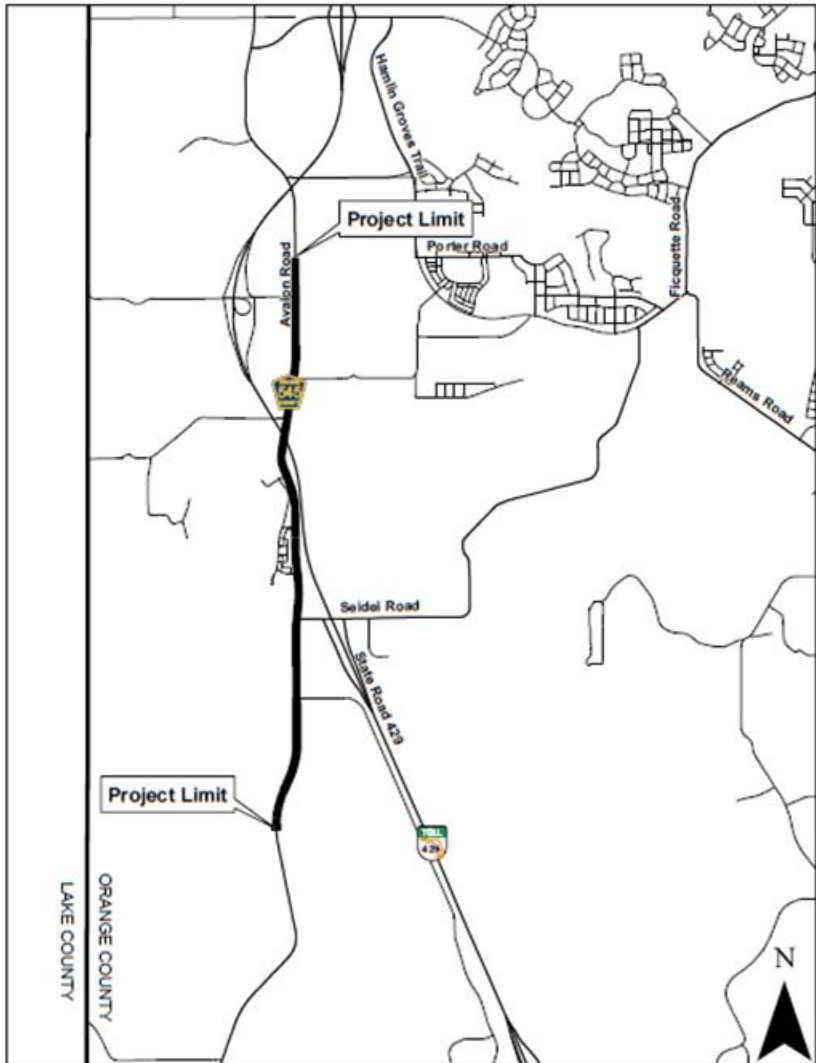 Hamlin Groves Trail
Project Limit
Porter Road
Avalon Road
Ficquette Road
545
Reams Road
Seidel Road
State Road 429
Project Limit
TOLL
429
LAKE COUNTY
ORANGE COUNTY
N